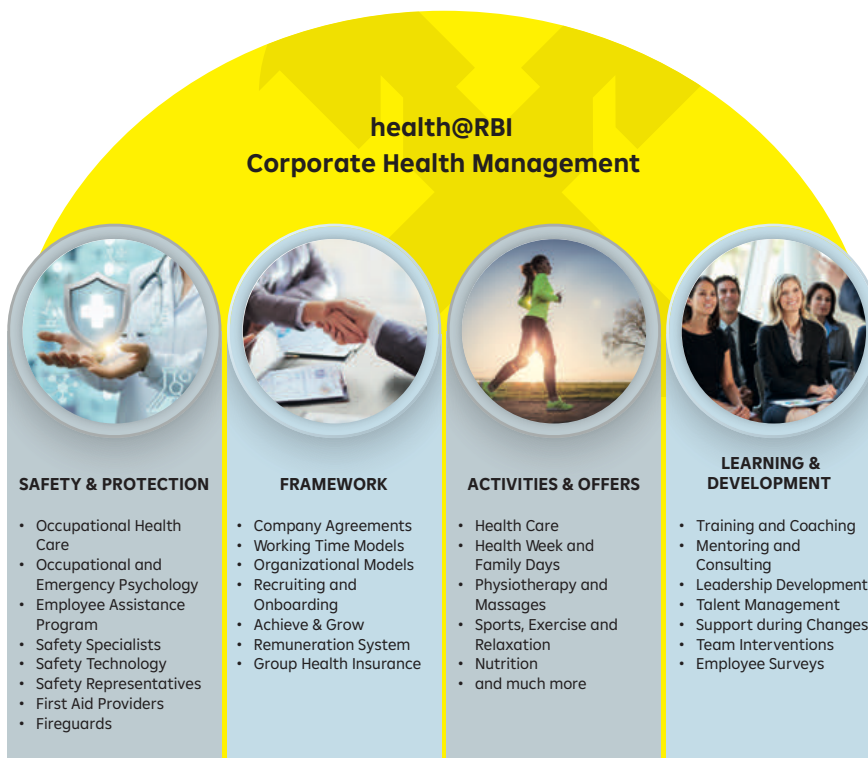 health@RBI
Corporate Health Management
SAFETY & PROTECTION
• Occupational Health
Care
• Occupational and
Emergency Psychology
• Employee Assistance
Program
• Safety Specialists
• Safety Technology
• Safety Representatives
• First Aid Providers
• Fireguards
FRAMEWORK
• Company Agreements
• Working Time Models
• Organizational Models
• Recruiting and
Onboarding
• Achieve & Grow
• Remuneration System
• Group Health Insurance
ACTIVITIES & OFFERS
• Health Care
• Health Week and
Family Days
• Physiotherapy and
Massages
• Sports, Exercise and
Relaxation
• Nutrition
• and much more
LEARNING &
DEVELOPMENT
• Training and Coaching
• Mentoring and
Consulting
• Leadership Development
• Talent Management
• Support during Changes
• Team Interventions
• Employee Surveys